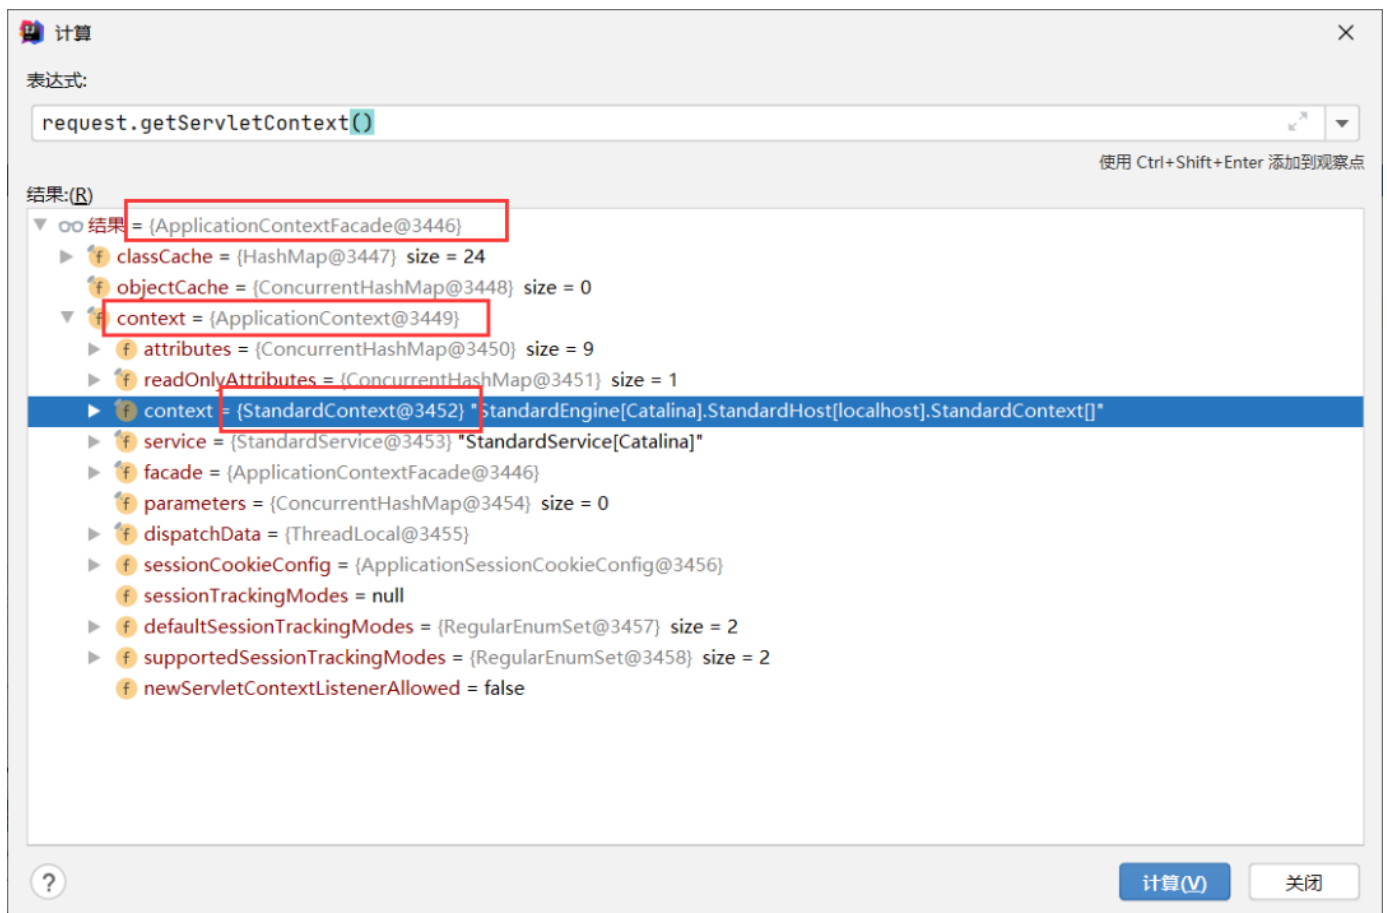 计算
表达式:
request.getServletContext()
使用 Ctrl+Shift+Enter 添加到观察点
结果:(R)
结果 = {ApplicationContextFacade@3446}
classCache = {HashMap@3447} size = 24
objectCache = {ConcurrentHashMap@3448} size = 0
context = {ApplicationContext@3449}
attributes = {ConcurrentHashMap@3450} size = 9
readOnlyAttributes = {ConcurrentHashMap@3451} size = 1
context = {StandardContext@3452} "StandardEngine[Catalina].StandardHost[localhost].StandardContext[]"
service = {StandardService@3453} "StandardService[Catalina]"
facade = {ApplicationContextFacade@3446}
parameters = {ConcurrentHashMap@3454} size = 0
dispatchData = {ThreadLocal@3455}
sessionCookieConfig = {ApplicationSessionCookieConfig@3456}
sessionTrackingModes = null
defaultSessionTrackingModes = {RegularEnumSet@3457} size = 2
supportedSessionTrackingModes = {RegularEnumSet@3458} size = 2
newServletContextListenerAllowed = false
? 计算(V) 关闭